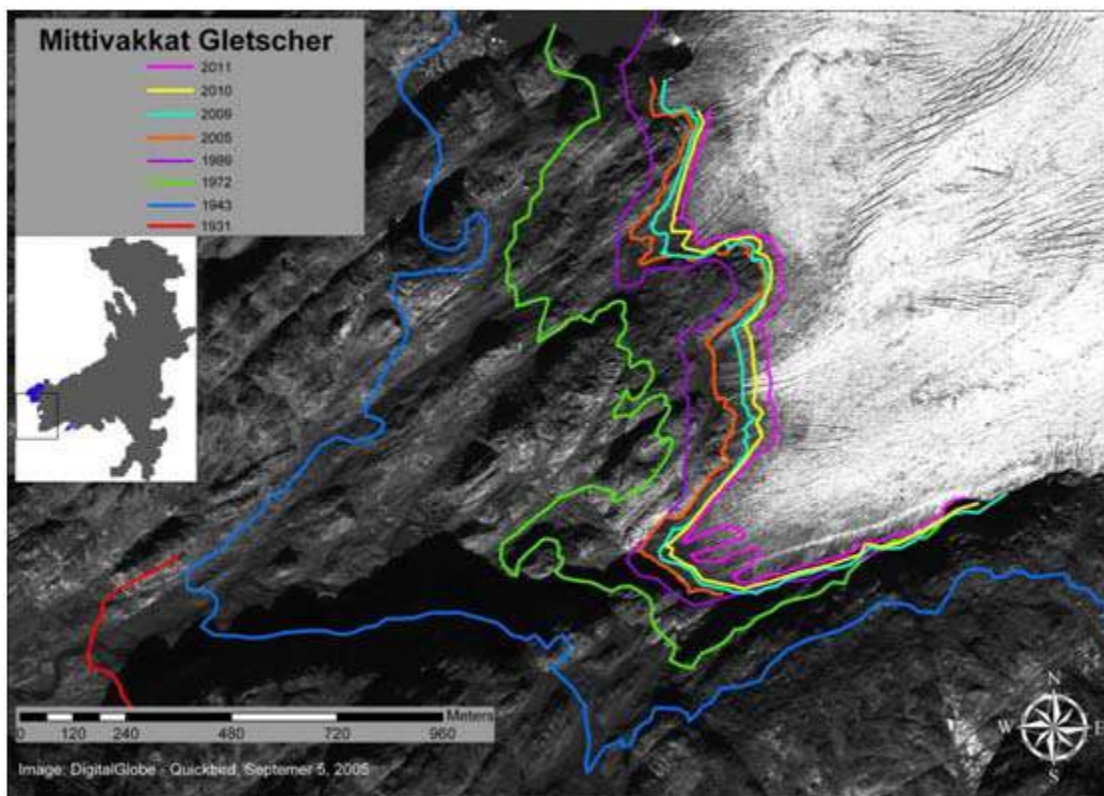 Mittivakkat Gletscher
2011
2010
2009
2005
1999
1972
1943
1931
N
W E
S
Meters
0 120 240 480 720 960
Image: DigitalGlobe - Quickbird, Septemer 5, 2005